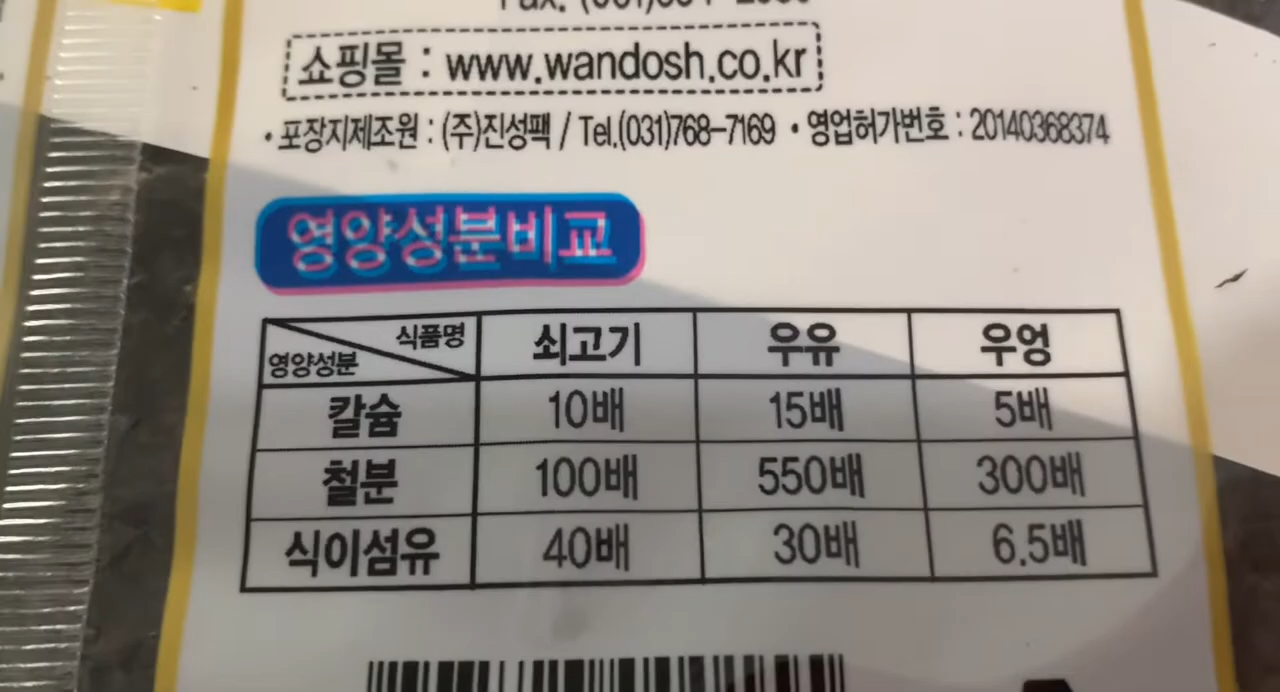 쇼핑몰 : www.wandosh.co.kr
• 포장지제조원 : (주)진성팩 / Tel.(031)768-7169 • 영업허가번호 : 20140368374
영양성분비교
식품명 영양성분 쇠고기 우유 우엉
칼슘 10배 15배 5배
철분 100배 550배 300배
식이섬유 40배 30배 6.5배